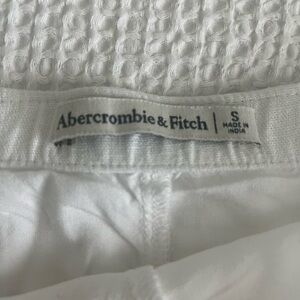 Abercrombie & Fitch
S
MADE IN
INDIA